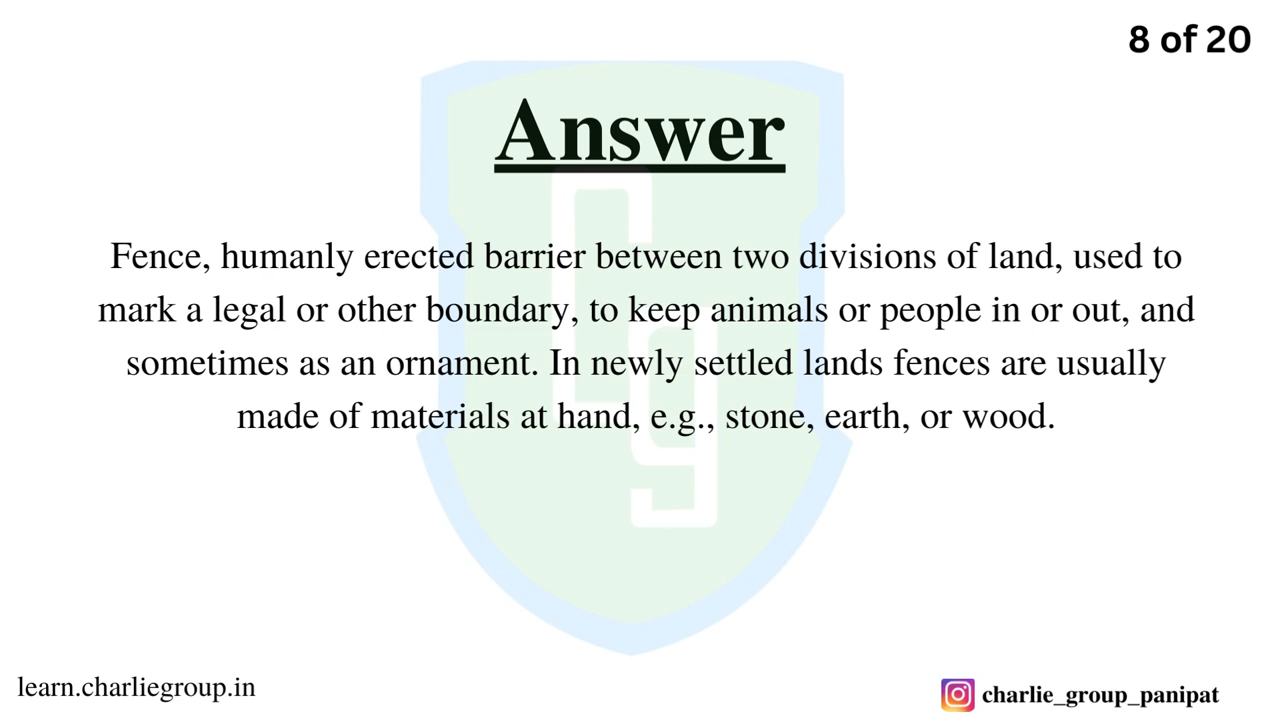 8 of 20
Answer
Fence, humanly erected barrier between two divisions of land, used to
mark a legal or other boundary, to keep animals or people in or out, and
sometimes as an ornament. In newly settled lands fences are usually
made of materials at hand, e.g., stone, earth, or wood.
Cg
learn.charliegroup.in
charlie_group_panipat